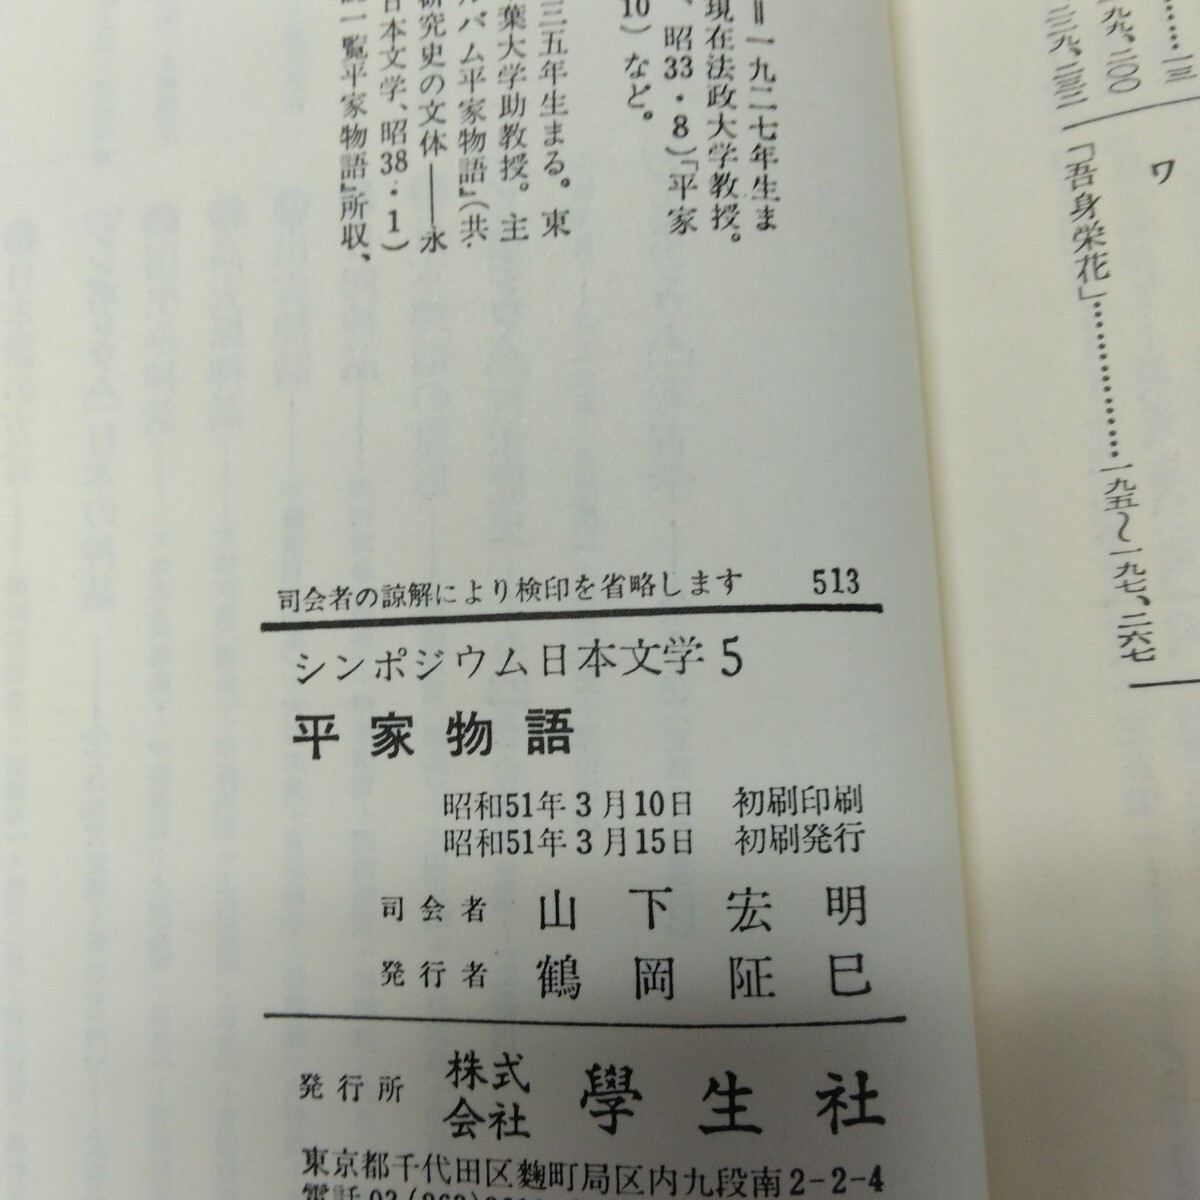 ……一三
九九、二〇〇
ワ
「吾身栄花」………………一九五〜一九七、二六七
＝一九二七年生ま
現在法政大学教授。
、昭33・8）「平家
10）など。
三五年生まる。東
葉大学助教授。主
ルバム平家物語』（共
研究史の文体――永
日本文学、昭38・1）
一覧平家物語』所収、
司会者の諒解により検印を省略します 513
シンポジウム日本文学5
平家物語
昭和51年3月10日 初刷印刷
昭和51年3月15日 初刷発行
司会者 山下宏明
発行者 鶴岡阷巳
発行所 株式会社 學生社
東京都千代田区麴町局区内九段南2-2-4